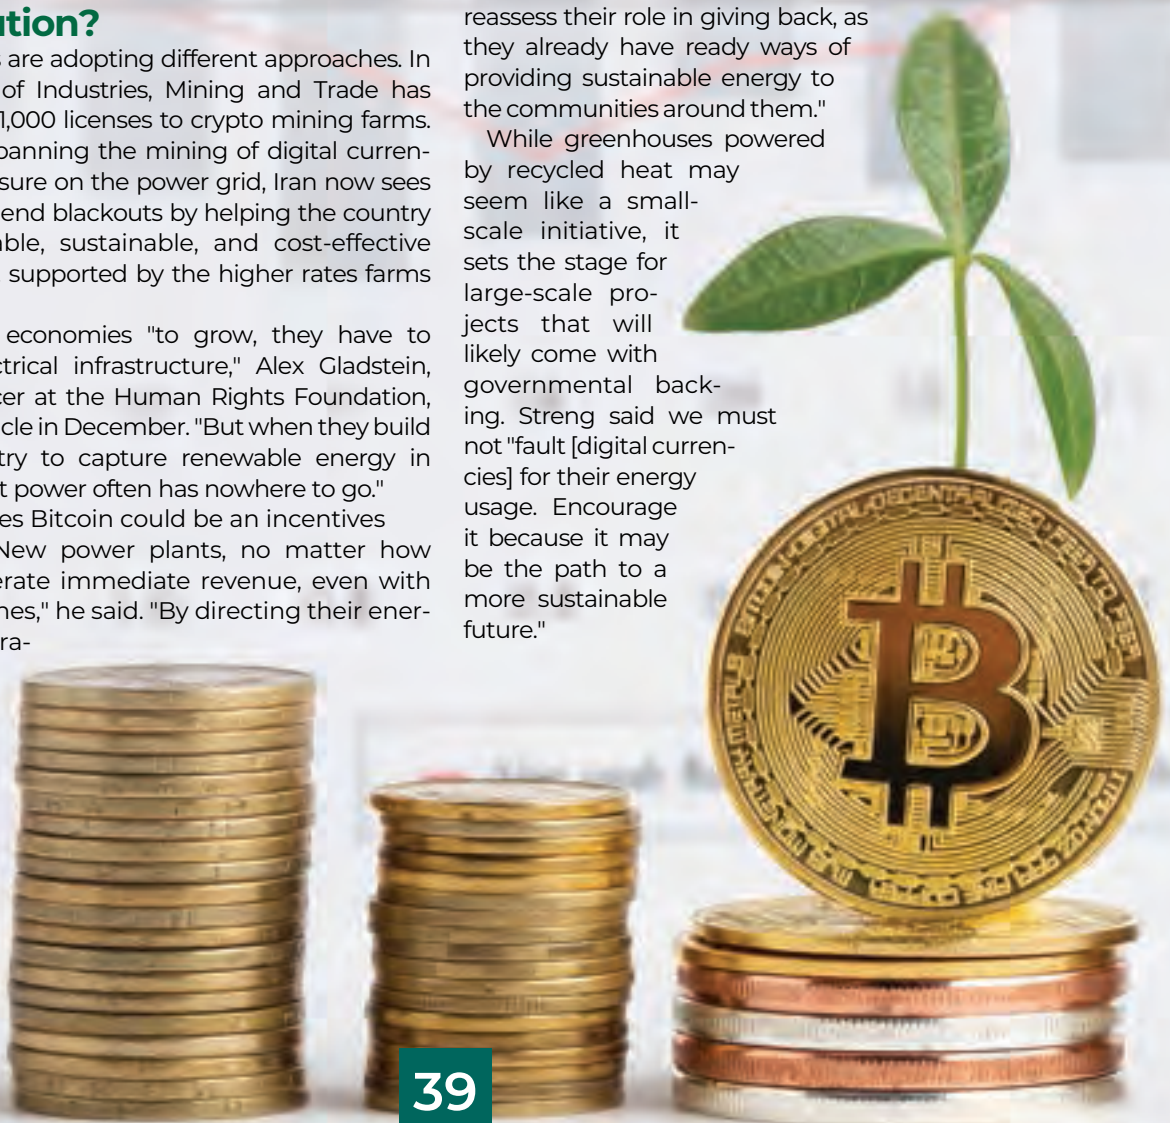 ution?
s are adopting different approaches. In
of Industries, Mining and Trade has
1,000 licenses to crypto mining farms.
banning the mining of digital curren-
sure on the power grid, Iran now sees
end blackouts by helping the country
able, sustainable, and cost-effective
supported by the higher rates farms
economies "to grow, they have to
ctrical infrastructure," Alex Gladstein,
cer at the Human Rights Foundation,
cle in December. "But when they build
try to capture renewable energy in
t power often has nowhere to go."
es Bitcoin could be an incentives
New power plants, no matter how
erate immediate revenue, even with
nes," he said. "By directing their ener-
ra-
reassess their role in giving back, as
they already have ready ways of
providing sustainable energy to
the communities around them."
While greenhouses powered
by recycled heat may
seem like a small-
scale initiative, it
sets the stage for
large-scale pro-
jects that will
likely come with
governmental back-
ing. Streng said we must
not "fault [digital curren-
cies] for their energy
usage. Encourage
it because it may
be the path to a
more sustainable
future."
DECENTRALIZED
PEER TO PEER
B
39